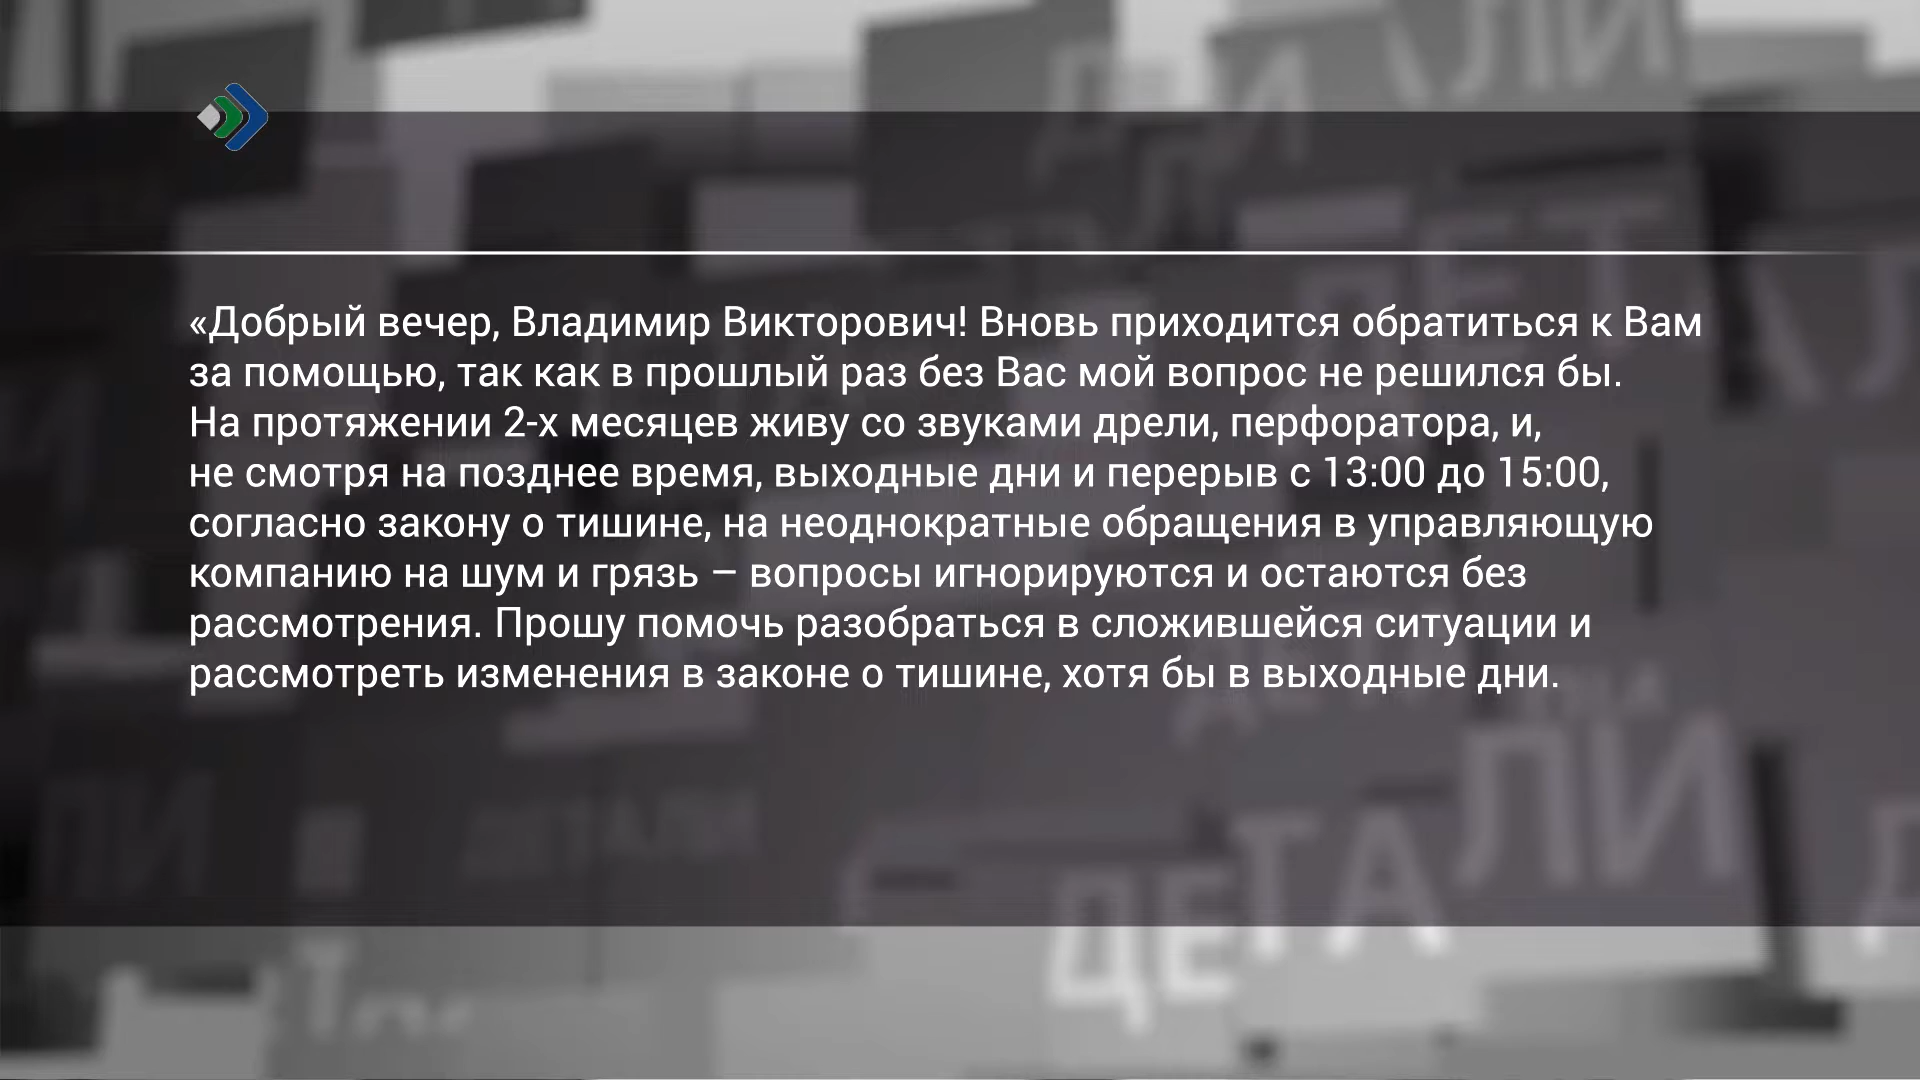 «Добрый вечер, Владимир Викторович! Вновь приходится обратиться к Вам
за помощью, так как в прошлый раз без Вас мой вопрос не решился бы.
На протяжении 2-х месяцев живу со звуками дрели, перфоратора, и,
не смотря на позднее время, выходные дни и перерыв с 13:00 до 15:00,
согласно закону о тишине, на неоднократные обращения в управляющую
компанию на шум и грязь – вопросы игнорируются и остаются без
рассмотрения. Прошу помочь разобраться в сложившейся ситуации и
рассмотреть изменения в законе о тишине, хотя бы в выходные дни.
ДЕТАЛИ
ДЕТАЛИ